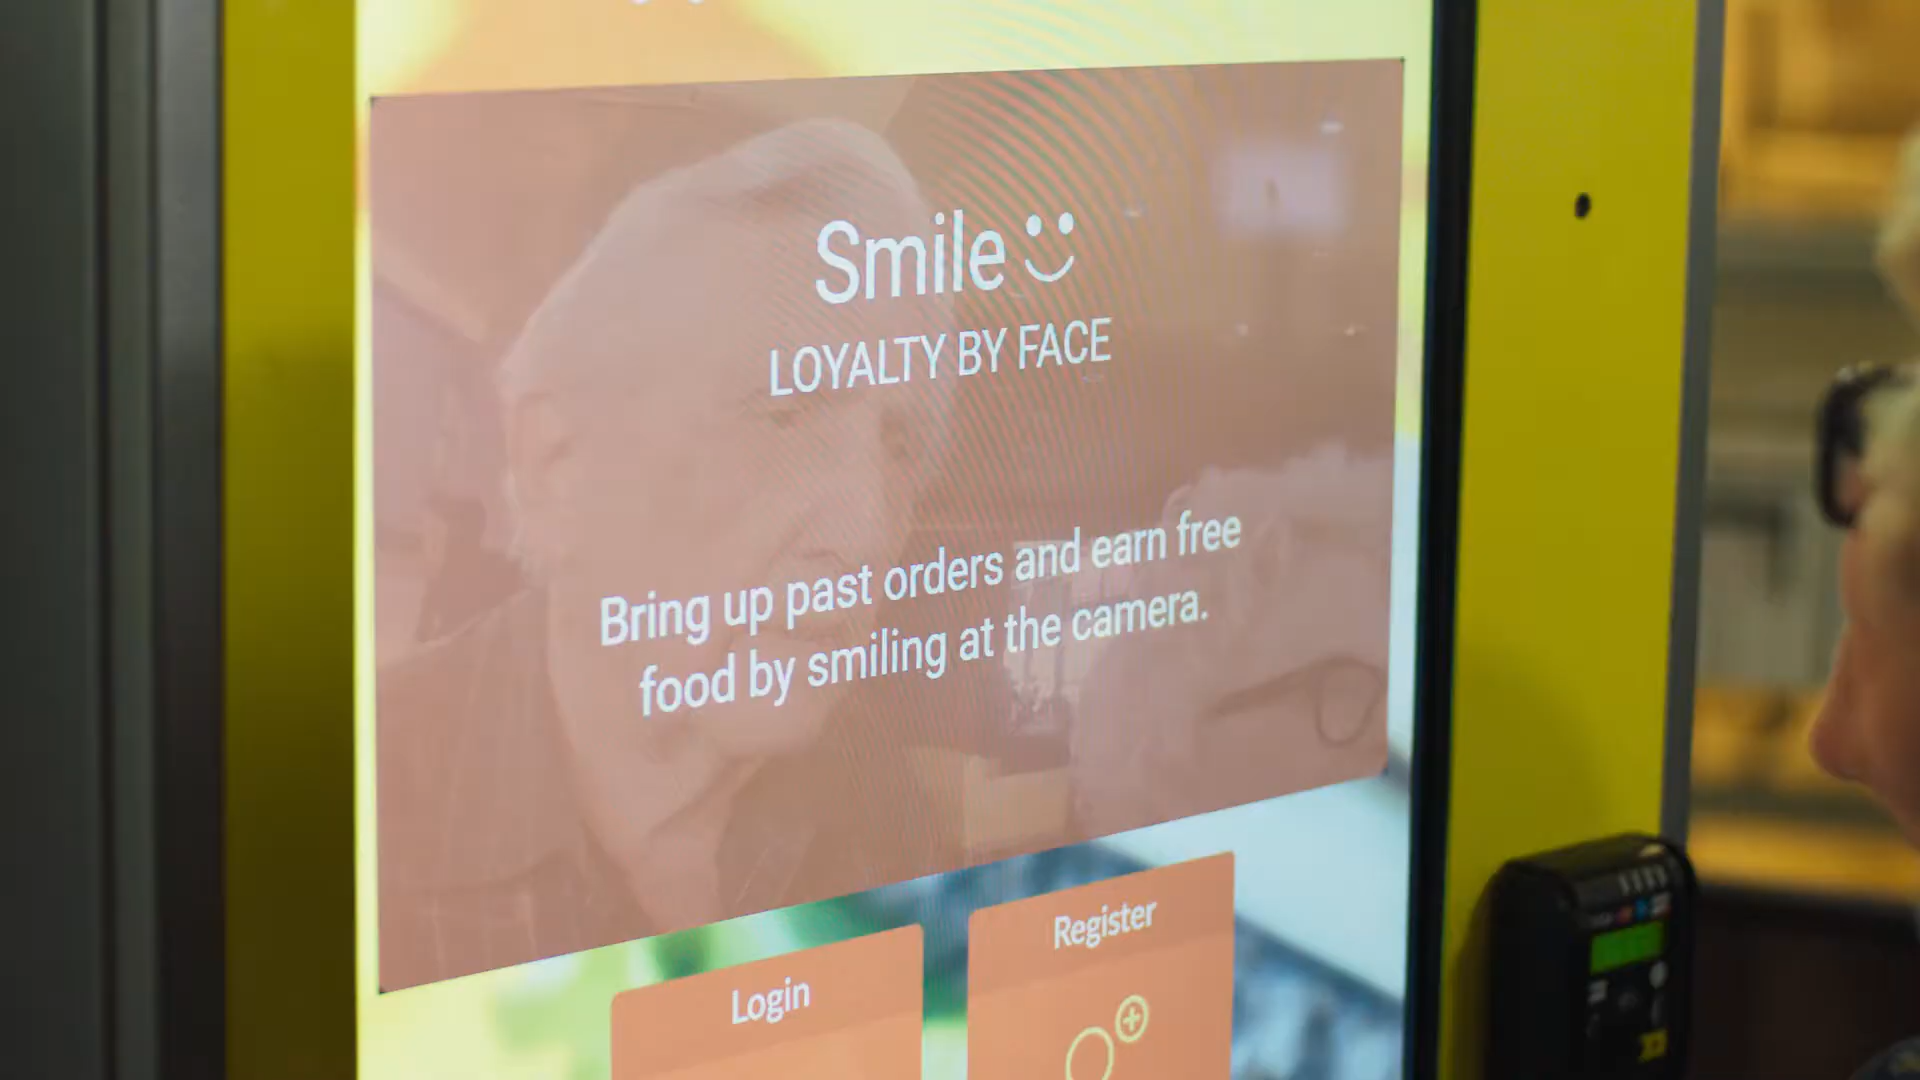 Smile
LOYALTY BY FACE
Bring up past orders and earn free
food by smiling at the camera.
Login
Register